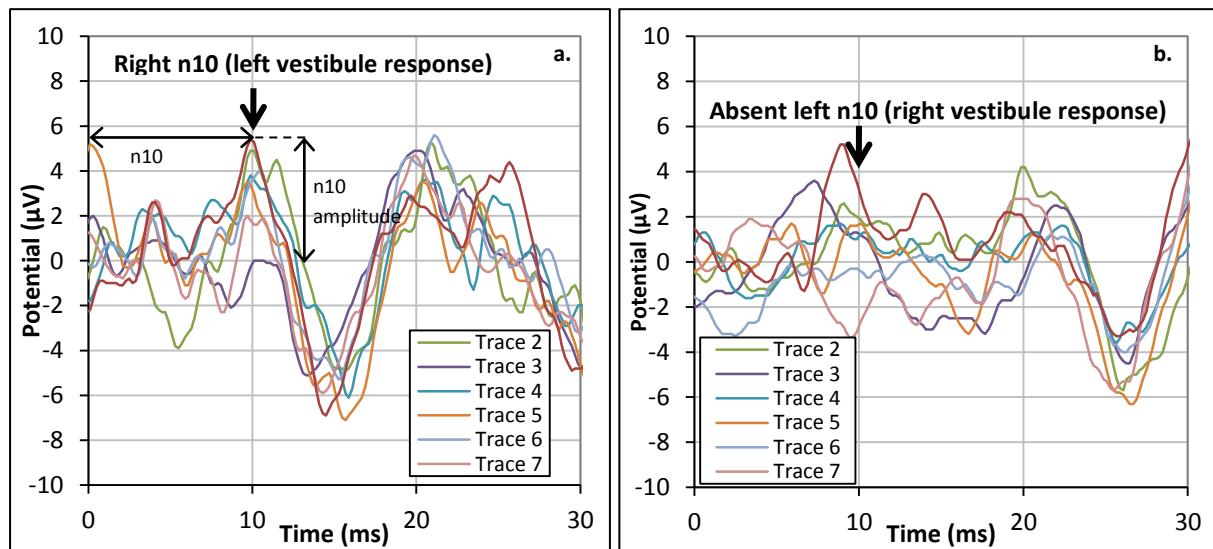 a.
Right n10 (left vestibule response)
n10
n10
amplitude
Potential (µV)
10
8
6
4
2
0
-2
-4
-6
-8
-10
Trace 2
Trace 3
Trace 4
Trace 5
Trace 6
Trace 7
0
10
20
30
Time (ms)
b.
Absent left n10 (right vestibule response)
Potential (µV)
10
8
6
4
2
0
-2
-4
-6
-8
-10
Trace 2
Trace 3
Trace 4
Trace 5
Trace 6
Trace 7
0
10
20
30
Time (ms)